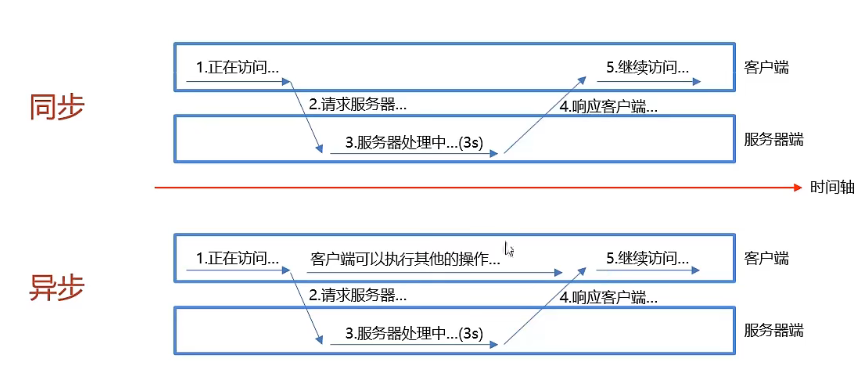 1.正在访问...
5.继续访问...
客户端
同步
2.请求服务器...
4.响应客户端...
3.服务器处理中...(3s)
服务器端
时间轴
1.正在访问...
客户端可以执行其他的操作...
5.继续访问...
客户端
异步
2.请求服务器...
4.响应客户端...
3.服务器处理中...(3s)
服务器端